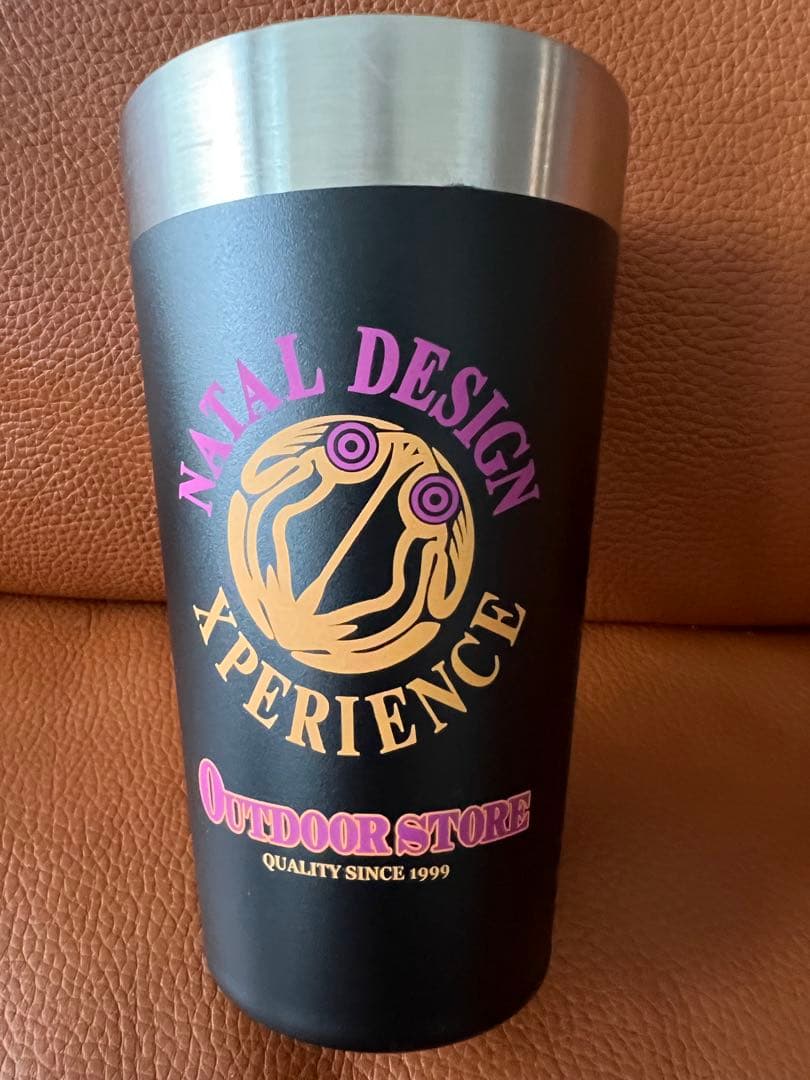 NATAL DESIGN
XPERIENCE
OUTDOOR STORE
QUALITY SINCE 1999